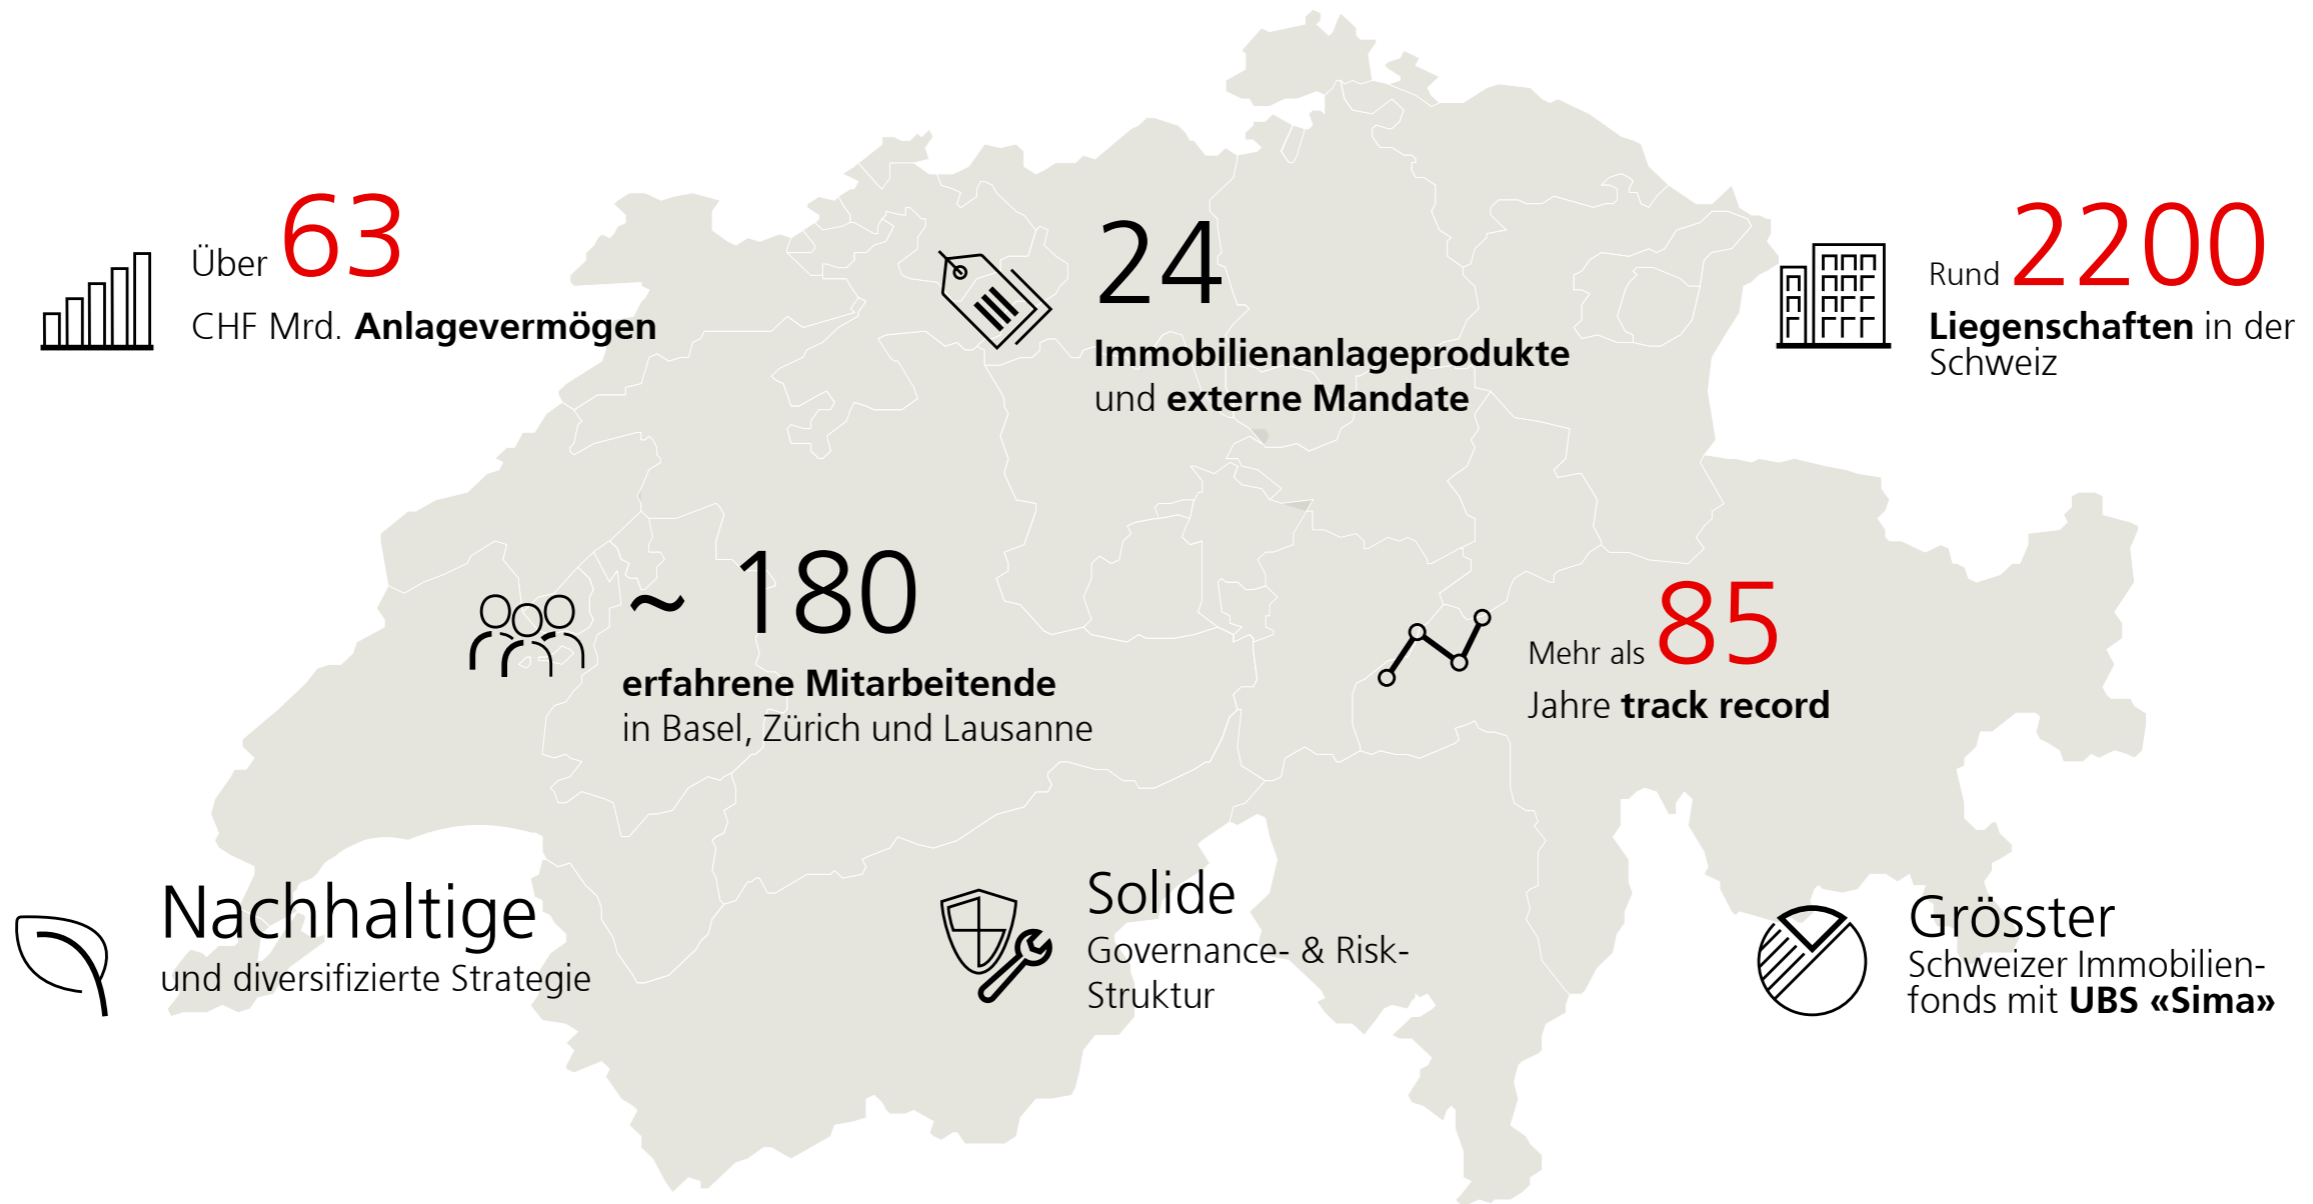 Über 63
CHF Mrd. Anlagevermögen
24
Immobilienanlageprodukte
und externe Mandate
Rund 2200
Liegenschaften in der
Schweiz
~ 180
erfahrene Mitarbeitende
in Basel, Zürich und Lausanne
Mehr als 85
Jahre track record
Nachhaltige
und diversifizierte Strategie
Solide
Governance- & Risk-
Struktur
Grösster
Schweizer Immobilien-
fonds mit UBS «Sima»